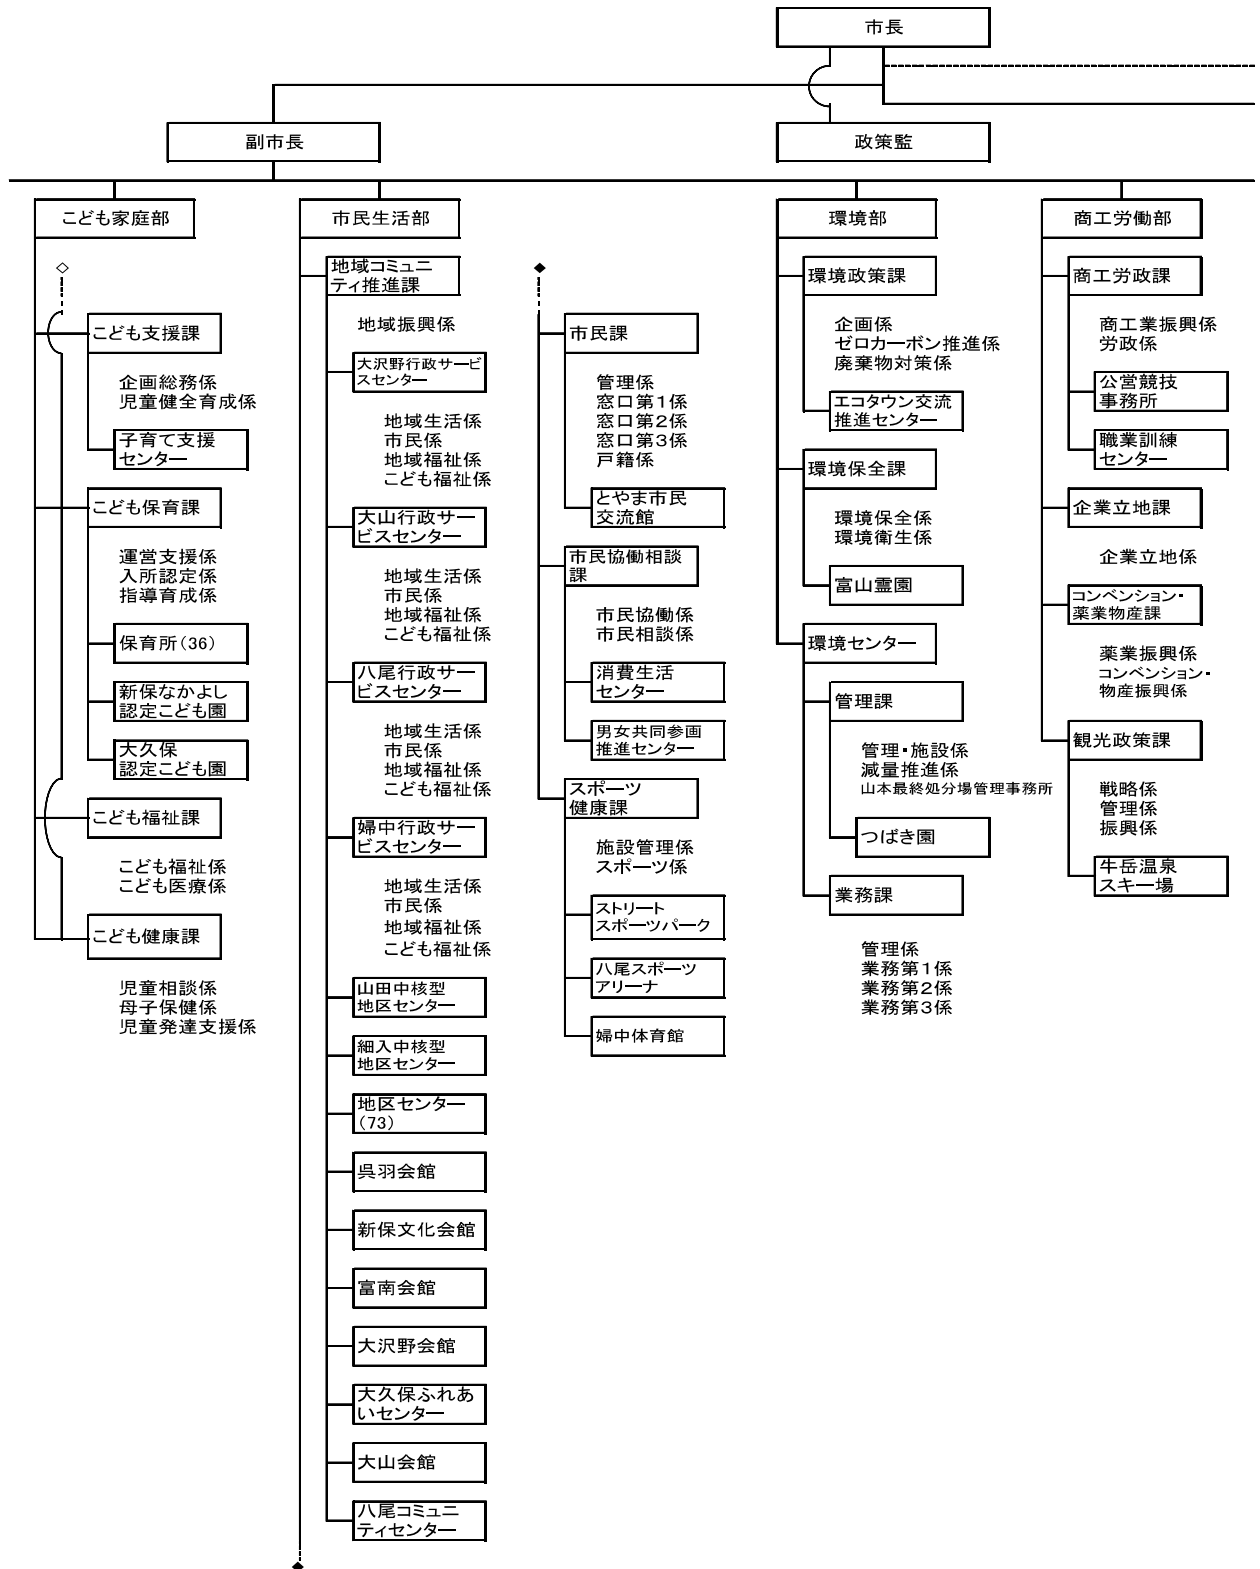 市長
副市長
政策監
こども家庭部
こども支援課
企画総務係
児童健全育成係
子育て支援
センター
こども保育課
運営支援係
入所認定係
指導育成係
保育所(36)
新保なかよし
認定こども園
大久保
認定こども園
こども福祉課
こども福祉係
こども医療係
こども健康課
児童相談係
母子保健係
児童発達支援係
市民生活部
地域コミュニ
ティ推進課
地域振興係
大沢野行政サービ
スセンター
地域生活係
市民係
地域福祉係
こども福祉係
大山行政サー
ビスセンター
地域生活係
市民係
地域福祉係
こども福祉係
八尾行政サー
ビスセンター
地域生活係
市民係
地域福祉係
こども福祉係
婦中行政サー
ビスセンター
地域生活係
市民係
地域福祉係
こども福祉係
山田中核型
地区センター
細入中核型
地区センター
地区センター
(73)
呉羽会館
新保文化会館
富南会館
大沢野会館
大久保ふれあ
いセンター
大山会館
八尾コミュニ
ティセンター
市民課
管理係
窓口第1係
窓口第2係
窓口第3係
戸籍係
とやま市民
交流館
市民協働相談
課
市民協働係
市民相談係
消費生活
センター
男女共同参画
推進センター
スポーツ
健康課
施設管理係
スポーツ係
ストリート
スポーツパーク
八尾スポーツ
アリーナ
婦中体育館
環境部
環境政策課
企画係
ゼロカーボン推進係
廃棄物対策係
エコタウン交流
推進センター
環境保全課
環境保全係
環境衛生係
富山霊園
環境センター
管理課
管理・施設係
減量推進係
山本最終処分場管理事務所
つばき園
業務課
管理係
業務第1係
業務第2係
業務第3係
商工労働部
商工労政課
商工業振興係
労政係
公営競技
事務所
職業訓練
センター
企業立地課
企業立地係
コンベンション・
薬業物産課
薬業振興係
コンベンション・
物産振興係
観光政策課
戦略係
管理係
振興係
牛岳温泉
スキー場